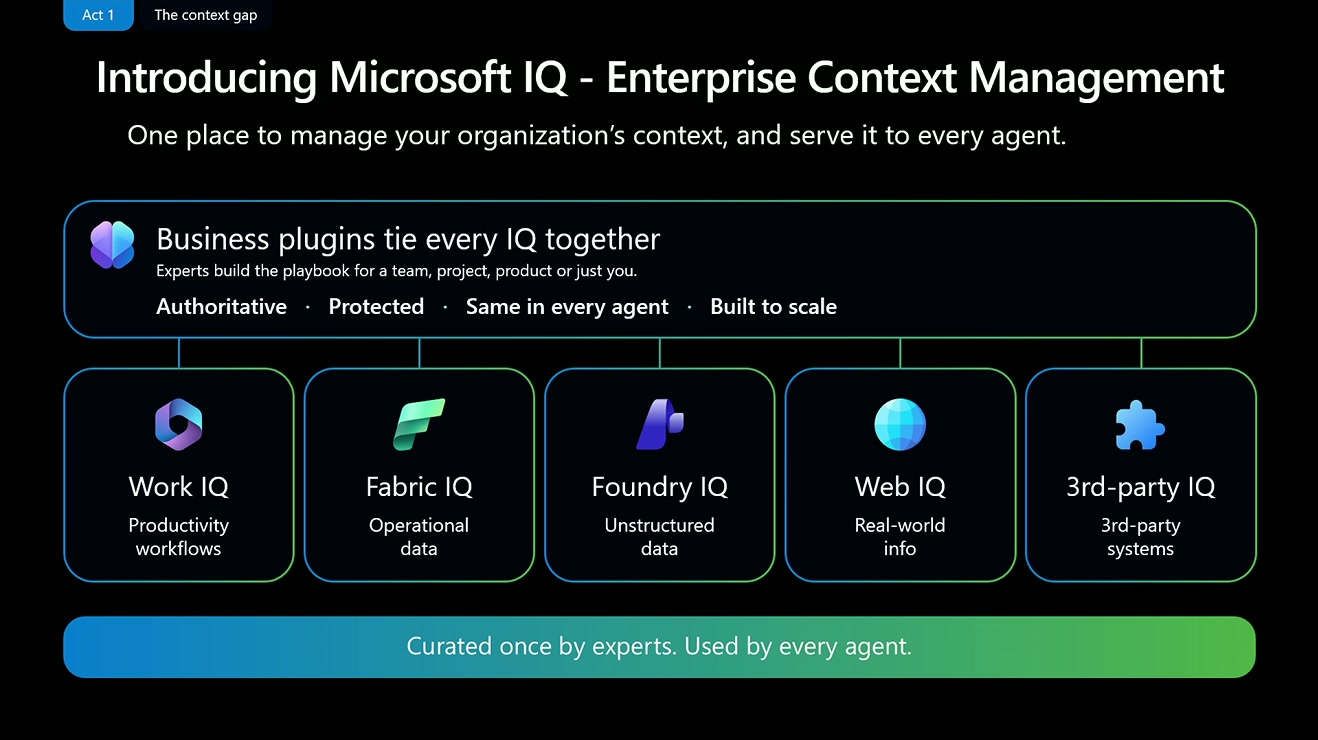 Act 1
The context gap
Introducing Microsoft IQ - Enterprise Context Management
One place to manage your organization’s context, and serve it to every agent.
Business plugins tie every IQ together
Experts build the playbook for a team, project, product or just you.
Authoritative · Protected · Same in every agent · Built to scale
Work IQ
Productivity
workflows
Fabric IQ
Operational
data
Foundry IQ
Unstructured
data
Web IQ
Real-world
info
3rd-party IQ
3rd-party
systems
Curated once by experts. Used by every agent.